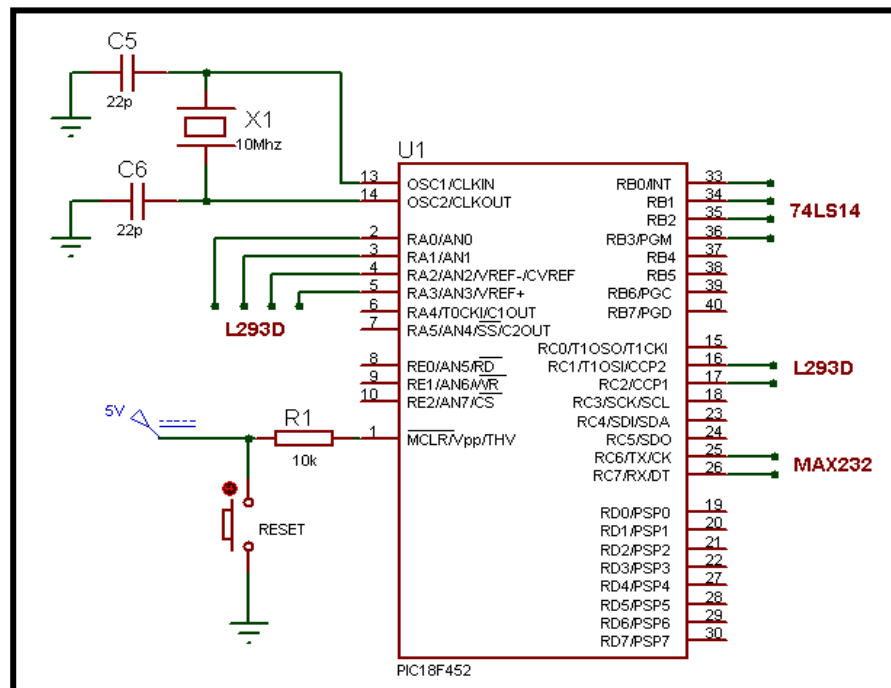 C5
22p
X1
10Mhz
C6
22p
U1
13 OSC1/CLKIN
14 OSC2/CLKOUT
2 RA0/AN0
3 RA1/AN1
4 RA2/AN2/VREF-/CVREF
5 RA3/AN3/VREF+
6 RA4/T0CKI/C1OUT
7 RA5/AN4/SS/C2OUT
8 RE0/AN5/RD
9 RE1/AN6/WR
10 RE2/AN7/CS
1 MCLR/Vpp/THV
RB0/INT 33
RB1 34
RB2 35
RB3/PGM 36
RB4 37
RB5 38
RB6/PGC 39
RB7/PGD 40
RC0/T1OSO/T1CKI 15
RC1/T1OSI/CCP2 16
RC2/CCP1 17
RC3/SCK/SCL 18
RC4/SDI/SDA 23
RC5/SDO 24
RC6/TX/CK 25
RC7/RX/DT 26
RD0/PSP0 19
RD1/PSP1 20
RD2/PSP2 21
RD3/PSP3 22
RD4/PSP4 27
RD5/PSP5 28
RD6/PSP6 29
RD7/PSP7 30
PIC18F452
L293D
5V
R1
10k
RESET
74LS14
L293D
MAX232